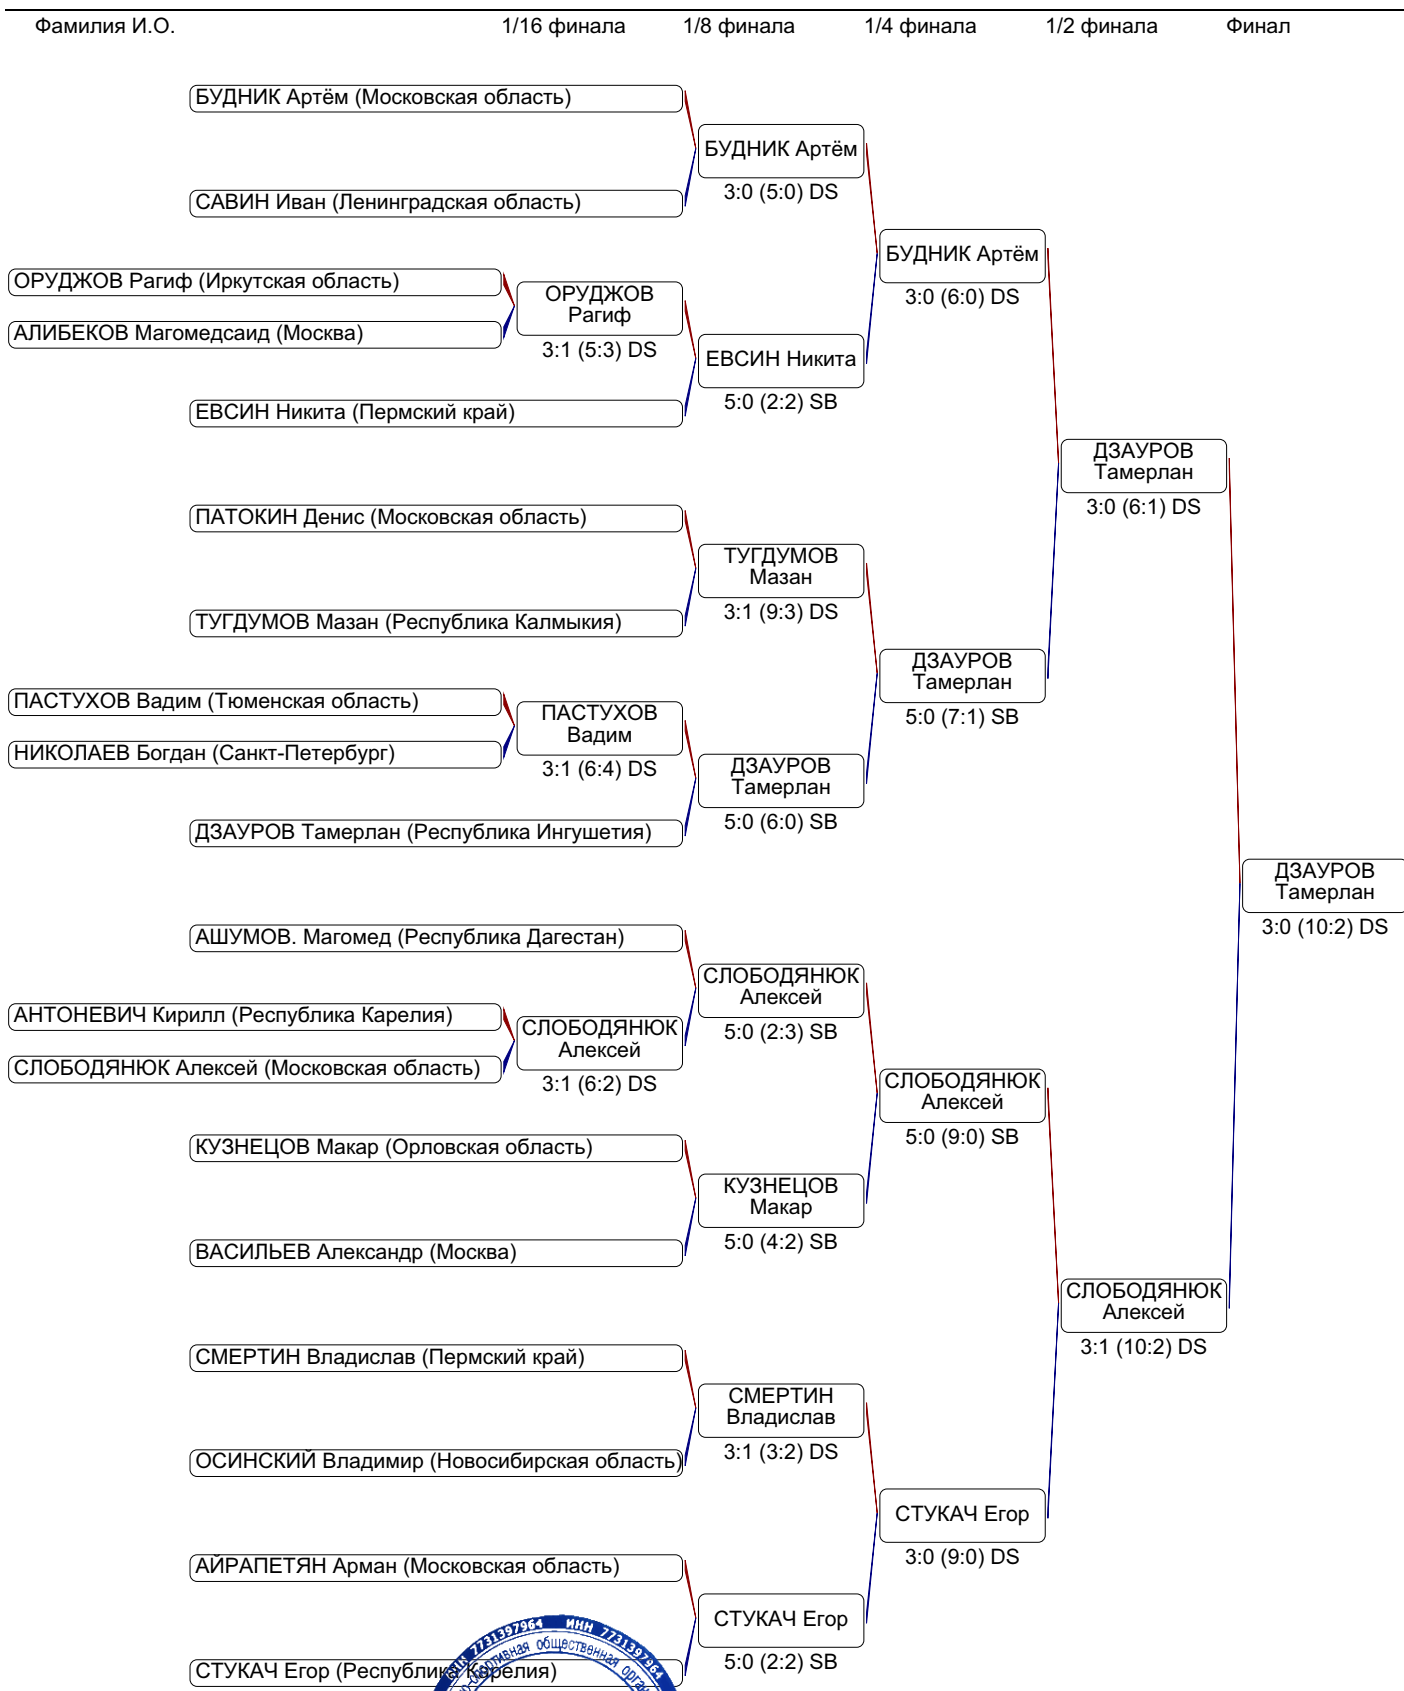 Фамилия И.О. 1/16 финала 1/8 финала 1/4 финала 1/2 финала Финал
БУДНИК Артём (Московская область)
БУДНИК Артём
3:0 (5:0) DS
САВИН Иван (Ленинградская область)
БУДНИК Артём
3:0 (6:0) DS
ОРУДЖОВ Рагиф (Иркутская область)
ОРУДЖОВ
Рагиф
АЛИБЕКОВ Магомедсаид (Москва)
3:1 (5:3) DS
ЕВСИН Никита
5:0 (2:2) SB
ЕВСИН Никита (Пермский край)
ДЗАУРОВ
Тамерлан
3:0 (6:1) DS
ПАТОКИН Денис (Московская область)
ТУГДУМОВ
Мазан
3:1 (9:3) DS
ТУГДУМОВ Мазан (Республика Калмыкия)
ДЗАУРОВ
Тамерлан
5:0 (7:1) SB
ПАСТУХОВ Вадим (Тюменская область)
ПАСТУХОВ
Вадим
НИКОЛАЕВ Богдан (Санкт-Петербург)
3:1 (6:4) DS
ДЗАУРОВ
Тамерлан
5:0 (6:0) SB
ДЗАУРОВ Тамерлан (Республика Ингушетия)
ДЗАУРОВ
Тамерлан
3:0 (10:2) DS
АШУМОВ. Магомед (Республика Дагестан)
СЛОБОДЯНЮК
Алексей
5:0 (2:3) SB
АНТОНЕВИЧ Кирилл (Республика Карелия)
СЛОБОДЯНЮК
Алексей
СЛОБОДЯНЮК Алексей (Московская область)
3:1 (6:2) DS
СЛОБОДЯНЮК
Алексей
5:0 (9:0) SB
КУЗНЕЦОВ Макар (Орловская область)
КУЗНЕЦОВ
Макар
5:0 (4:2) SB
ВАСИЛЬЕВ Александр (Москва)
СЛОБОДЯНЮК
Алексей
3:1 (10:2) DS
СМЕРТИН Владислав (Пермский край)
СМЕРТИН
Владислав
3:1 (3:2) DS
ОСИНСКИЙ Владимир (Новосибирская область)
СТУКАЧ Егор
3:0 (9:0) DS
АЙРАПЕТЯН Арман (Московская область)
СТУКАЧ Егор
5:0 (2:2) SB
СТУКАЧ Егор (Республика Карелия)
7731397964 ИНН 7731397964
общественная